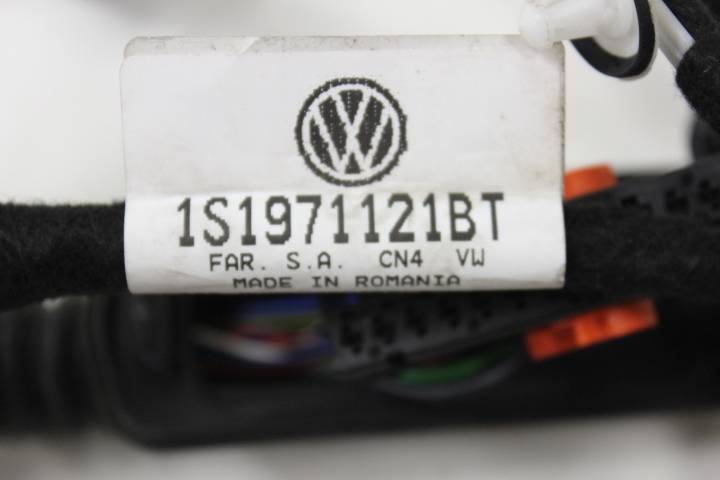 1S1971121BT
FAR. S.A. CN4 VW
MADE IN ROMANIA